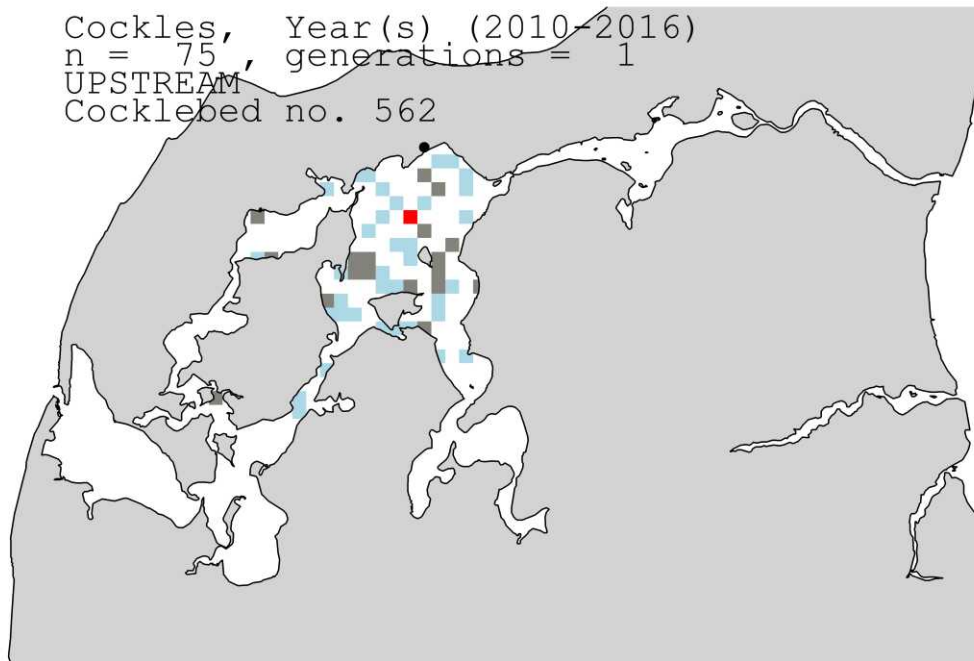 Cockles, Year(s) (2010-2016)
n = 75 , generations = 1
UPSTREAM
Cocklebed no. 562